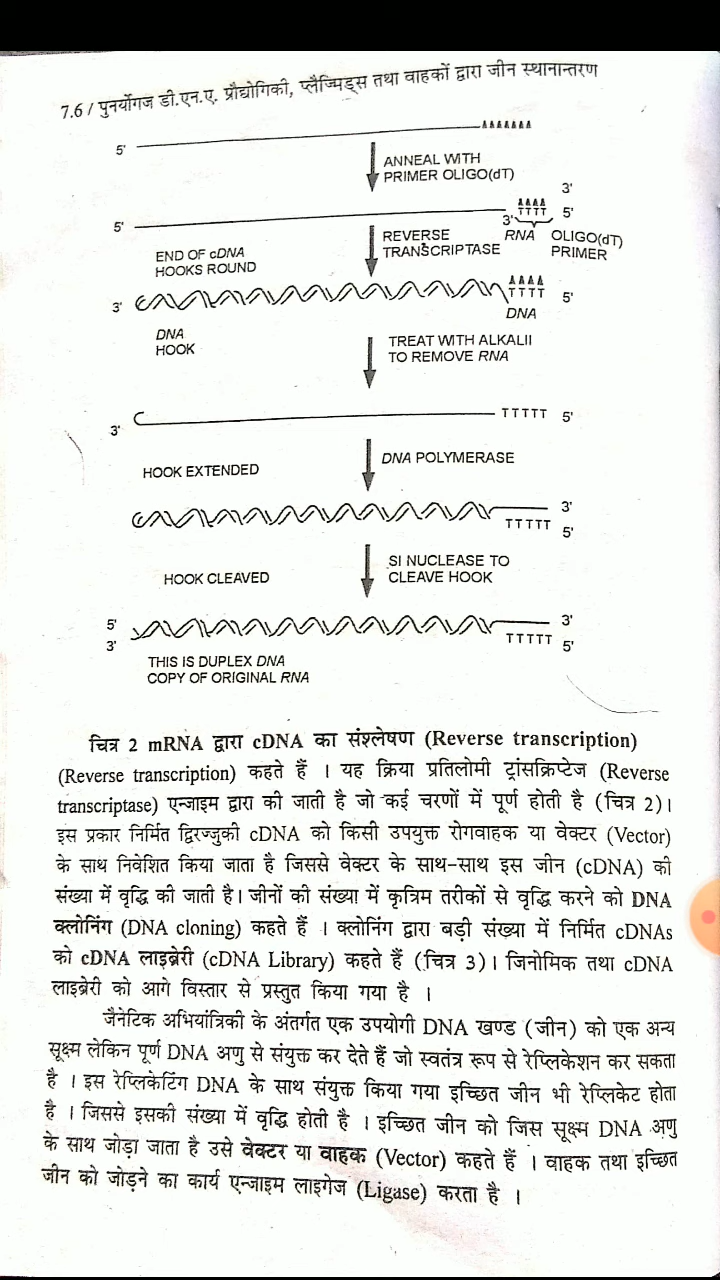 7.6 / पुनर्योगज डी.एन.ए. प्रौद्योगिकी, प्लैज्मिड्स तथा वाहकों द्वारा जीन स्थानान्तरण
5' AAAAAAA
ANNEAL WITH
PRIMER OLIGO(dT)
3'
AAAA
5' 3' TTTT 5'
REVERSE
TRANSCRIPTASE
RNA OLIGO(dT)
PRIMER
END OF cDNA
HOOKS ROUND
AAAA
3' TTTT 5'
DNA
DNA
HOOK
TREAT WITH ALKALII
TO REMOVE RNA
3' TTTTT 5'
HOOK EXTENDED
DNA POLYMERASE
3'
TTTTT 5'
HOOK CLEAVED
SI NUCLEASE TO
CLEAVE HOOK
5' 3'
3' TTTTT 5'
THIS IS DUPLEX DNA
COPY OF ORIGINAL RNA
चित्र 2 mRNA द्वारा cDNA का संश्लेषण (Reverse transcription)
(Reverse transcription) कहते हैं । यह क्रिया प्रतिलोमी ट्रांसक्रिप्टेज (Reverse
transcriptase) एन्जाइम द्वारा की जाती है जो कई चरणों में पूर्ण होती है (चित्र 2)।
इस प्रकार निर्मित द्विरज्जुकी cDNA को किसी उपयुक्त रोगवाहक या वेक्टर (Vector)
के साथ निवेशित किया जाता है जिससे वेक्टर के साथ-साथ इस जीन (cDNA) की
संख्या में वृद्धि की जाती है। जीनों की संख्या में कृत्रिम तरीकों से वृद्धि करने को DNA
क्लोनिंग (DNA cloning) कहते हैं । क्लोनिंग द्वारा बड़ी संख्या में निर्मित cDNAs
को cDNA लाइब्रेरी (cDNA Library) कहते हैं (चित्र 3)। जिनोमिक तथा cDNA
लाइब्रेरी को आगे विस्तार से प्रस्तुत किया गया है ।
जैनेटिक अभियांत्रिकी के अंतर्गत एक उपयोगी DNA खण्ड (जीन) को एक अन्य
सूक्ष्म लेकिन पूर्ण DNA अणु से संयुक्त कर देते हैं जो स्वतंत्र रूप से रेप्लिकेशन कर सकता
है । इस रेप्लिकेटिंग DNA के साथ संयुक्त किया गया इच्छित जीन भी रेप्लिकेट होता
है । जिससे इसकी संख्या में वृद्धि होती है । इच्छित जीन को जिस सूक्ष्म DNA अणु
के साथ जोड़ा जाता है उसे वेक्टर या वाहक (Vector) कहते हैं । वाहक तथा इच्छित
जीन को जोड़ने का कार्य एन्जाइम लाइगेज (Ligase) करता है ।